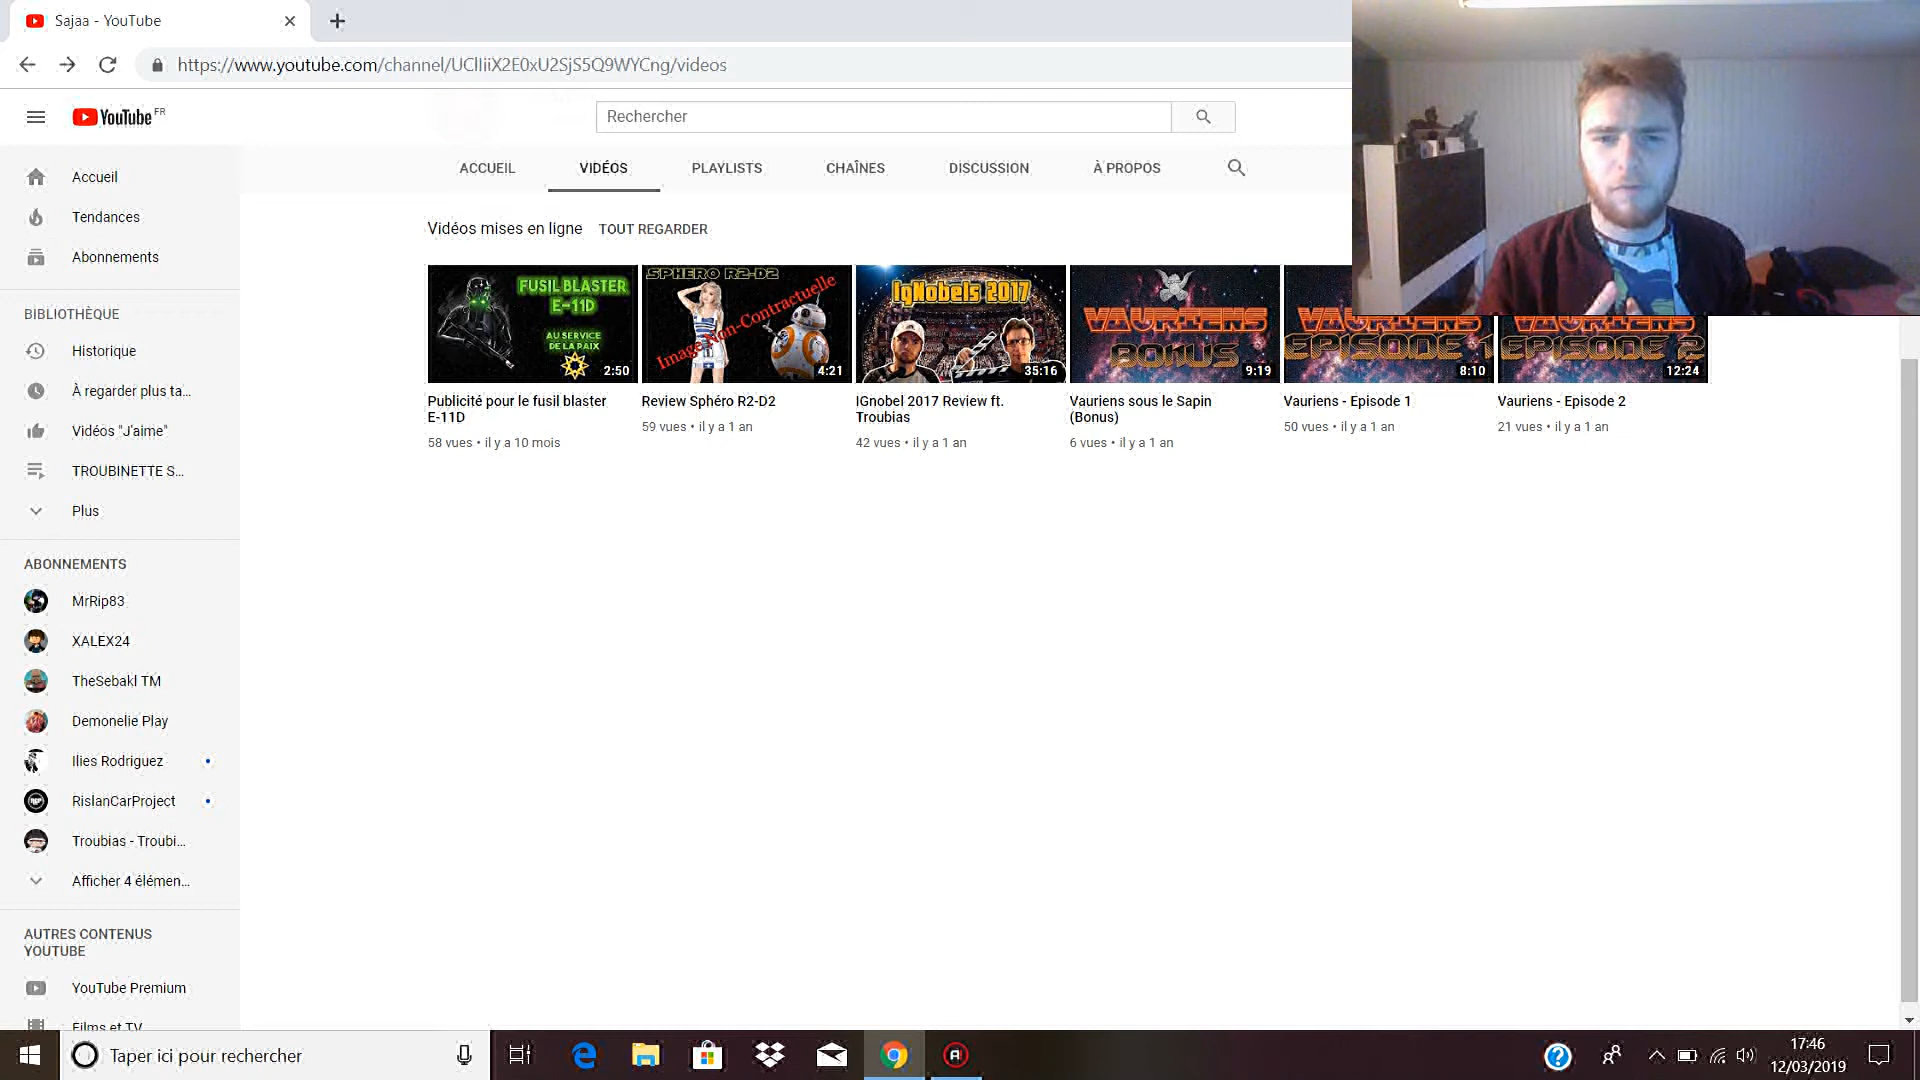 Sajaa - YouTube
https://www.youtube.com/channel/UClIiiX2E0xU2SjS5Q9WYCng/videos
YouTube FR
Rechercher
ACCUEIL VIDÉOS PLAYLISTS CHAÎNES DISCUSSION À PROPOS
Accueil
Tendances
Abonnements
BIBLIOTHÈQUE
Historique
À regarder plus ta...
Vidéos "J'aime"
TROUBINETTE S...
Plus
ABONNEMENTS
MrRip83
XALEX24
TheSebakl TM
Demonelie Play
Ilies Rodriguez
RislanCarProject
Troubias - Troubi...
Afficher 4 élémen...
AUTRES CONTENUS
YOUTUBE
YouTube Premium
Films et TV
Vidéos mises en ligne TOUT REGARDER
FUSIL BLASTER
E-11D
AU SERVICE
DE LA PAIX
2:50
Publicité pour le fusil blaster
E-11D
58 vues • il y a 10 mois
SPHERO R2-D2
Image Non-Contractuelle
4:21
Review Sphéro R2-D2
59 vues • il y a 1 an
IgNobels 2017
35:16
IGnobel 2017 Review ft.
Troubias
42 vues • il y a 1 an
VAURIENS
BONUS
9:19
Vauriens sous le Sapin
(Bonus)
6 vues • il y a 1 an
VAURIENS
EPISODE 1
8:10
Vauriens - Episode 1
50 vues • il y a 1 an
VAURIENS
EPISODE 2
12:24
Vauriens - Episode 2
21 vues • il y a 1 an
Taper ici pour rechercher
17:46
12/03/2019